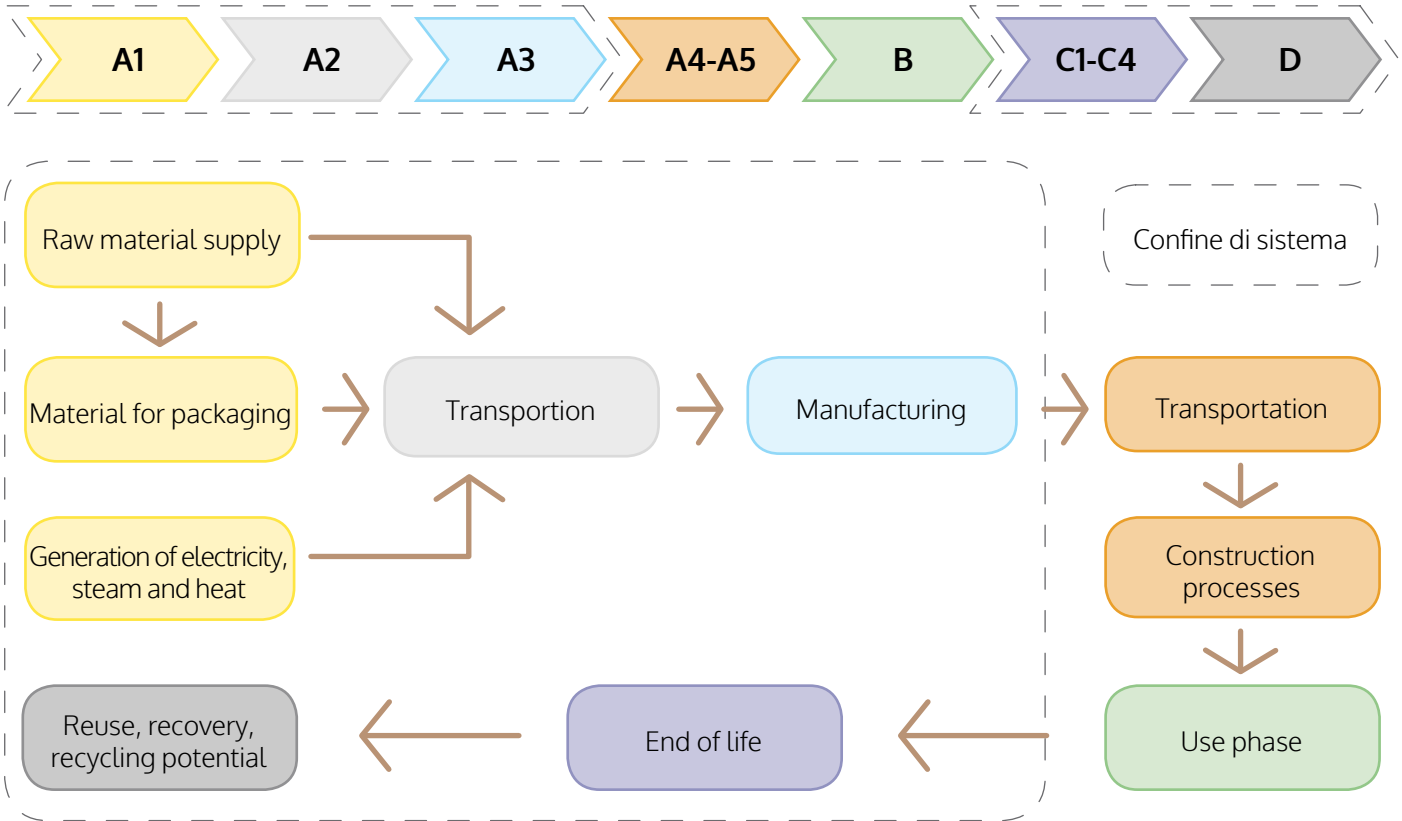 A1
A2
A3
A4-A5
B
C1-C4
D
Raw material supply
Confine di sistema
Material for packaging
Transportion
Manufacturing
Transportation
Generation of electricity,
steam and heat
Construction
processes
Reuse, recovery,
recycling potential
End of life
Use phase